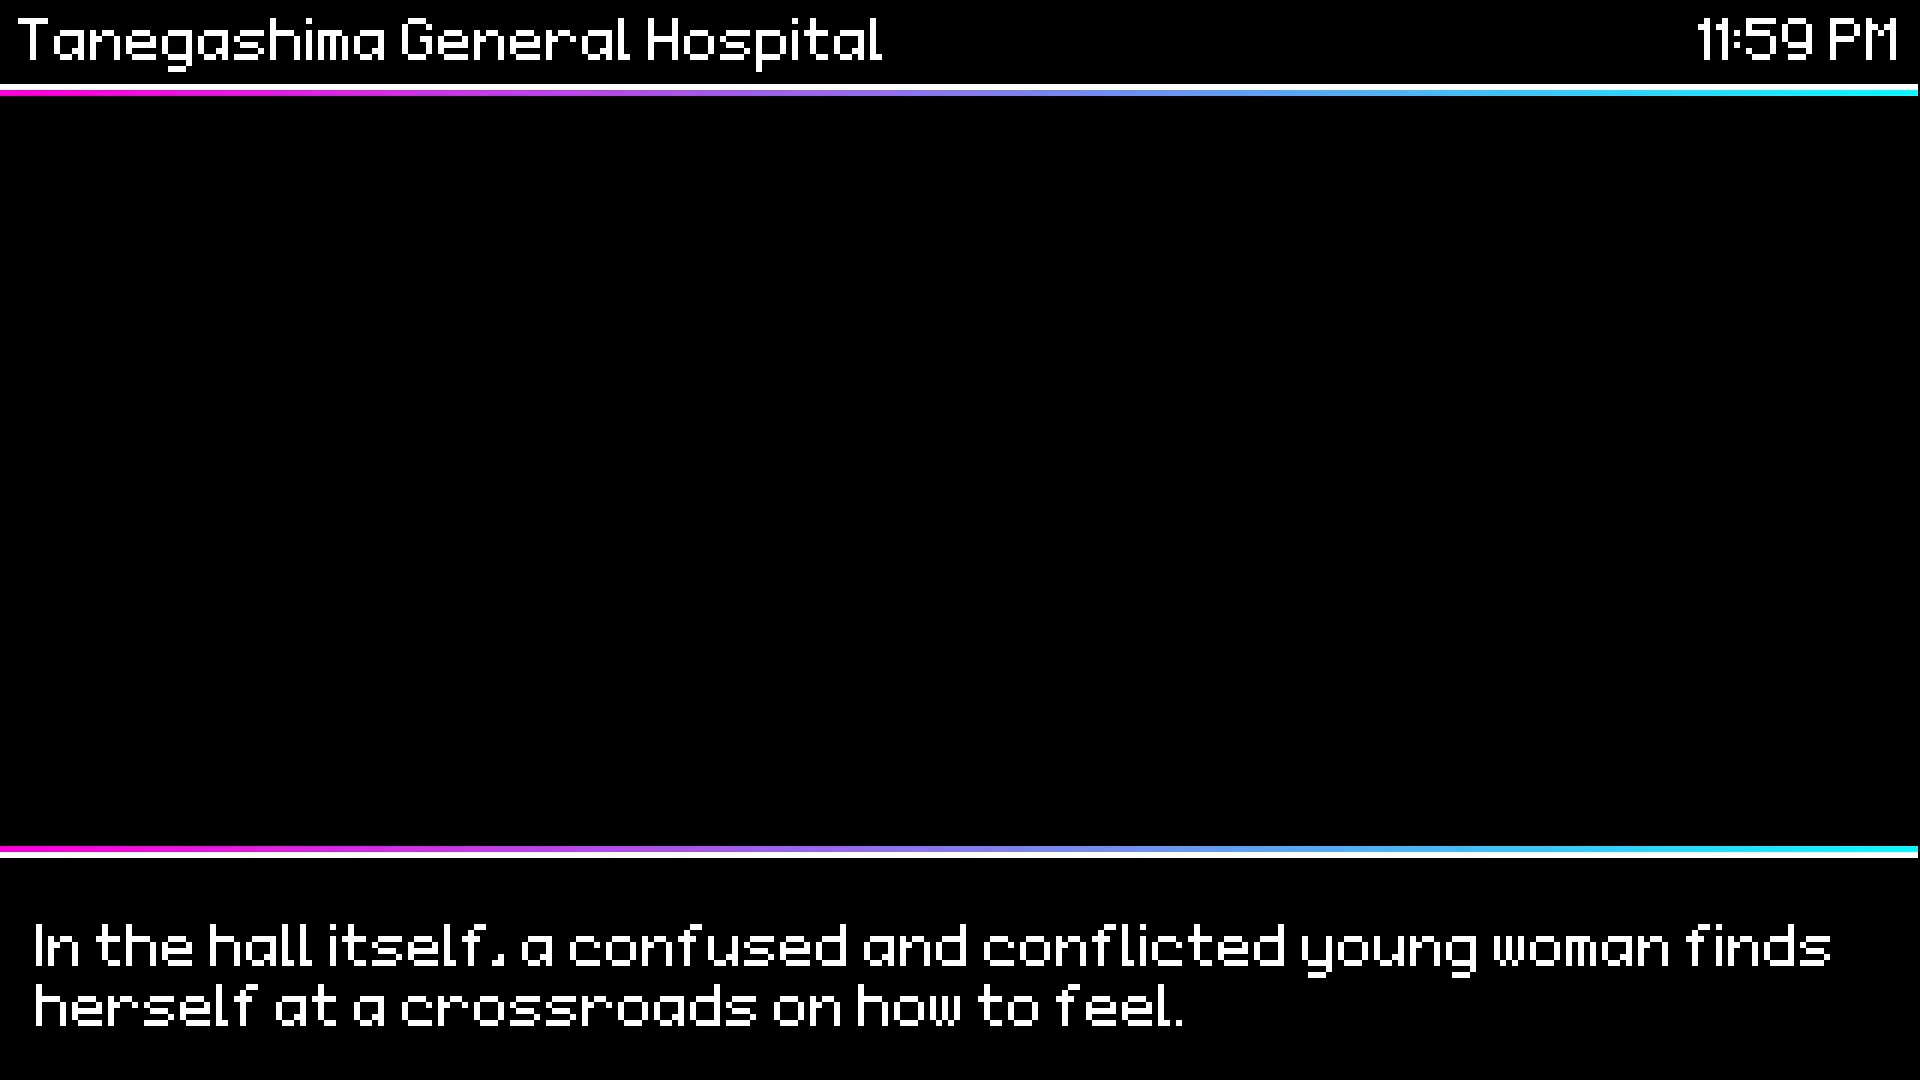 Tanegashima General Hospital
11:59 PM
In the hall itself, a confused and conflicted young woman finds
herself at a crossroads on how to feel.